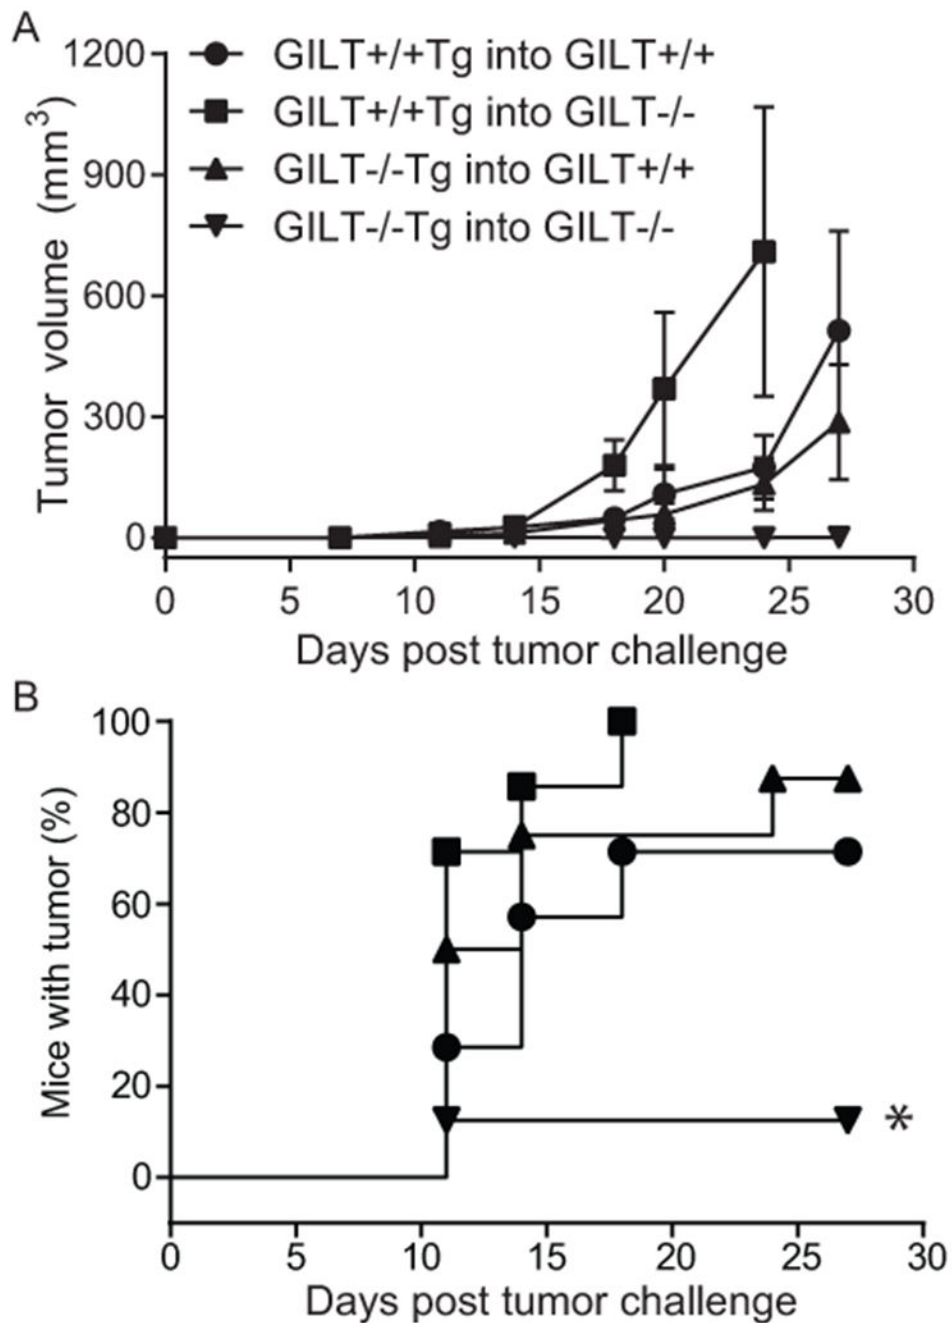 A
1200
900
600
300
0
Tumor volume (mm³)
GILT+/+Tg into GILT+/+
GILT+/+Tg into GILT-/-
GILT-/-Tg into GILT+/+
GILT-/-Tg into GILT-/-
0 5 10 15 20 25 30
Days post tumor challenge
B
100
80
60
40
20
0
Mice with tumor (%)
*
0 5 10 15 20 25 30
Days post tumor challenge